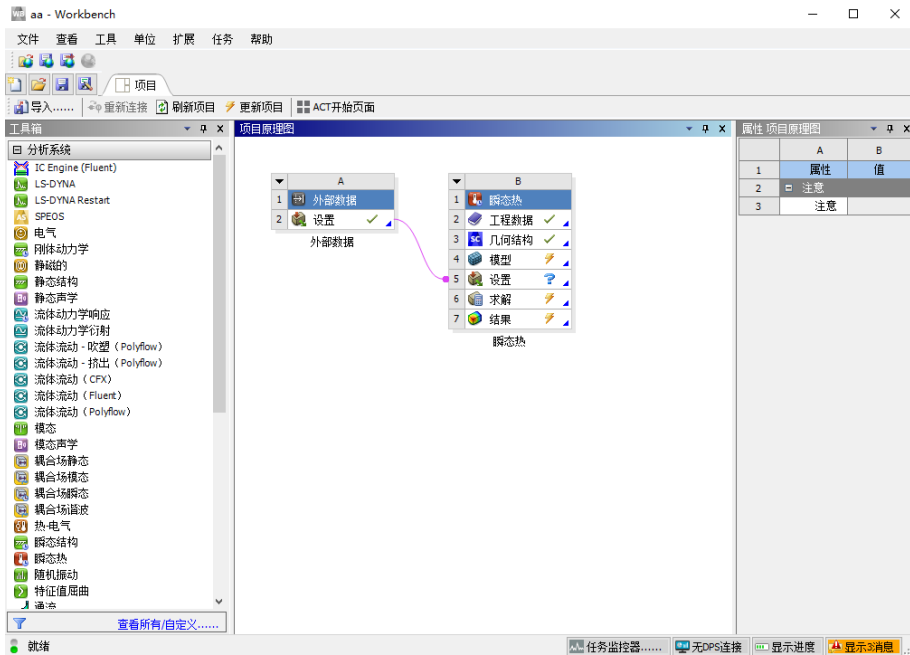 aa - Workbench
文件 查看 工具 单位 扩展 任务 帮助
项目
导入...... 重新连接 刷新项目 更新项目 ACT开始页面
工具箱
分析系统
IC Engine (Fluent)
LS-DYNA
LS-DYNA Restart
SPEOS
电气
刚体动力学
静磁的
静态结构
静态声学
流体动力学响应
流体动力学衍射
流体流动 - 吹塑（Polyflow）
流体流动 - 挤出（Polyflow）
流体流动（CFX）
流体流动（Fluent）
流体流动（Polyflow）
模态
模态声学
耦合场静态
耦合场模态
耦合场瞬态
耦合场谐波
热-电气
瞬态结构
瞬态热
随机振动
特征值屈曲
通流
查看所有/自定义......
项目原理图
A
1 外部数据
2 设置
外部数据
B
1 瞬态热
2 工程数据
3 几何结构
4 模型
5 设置
6 求解
7 结果
瞬态热
属性 项目原理图
A B
1 属性 值
2 注意
3 注意
就绪
任务监控器...... 无DPS连接 显示进度 显示3消息